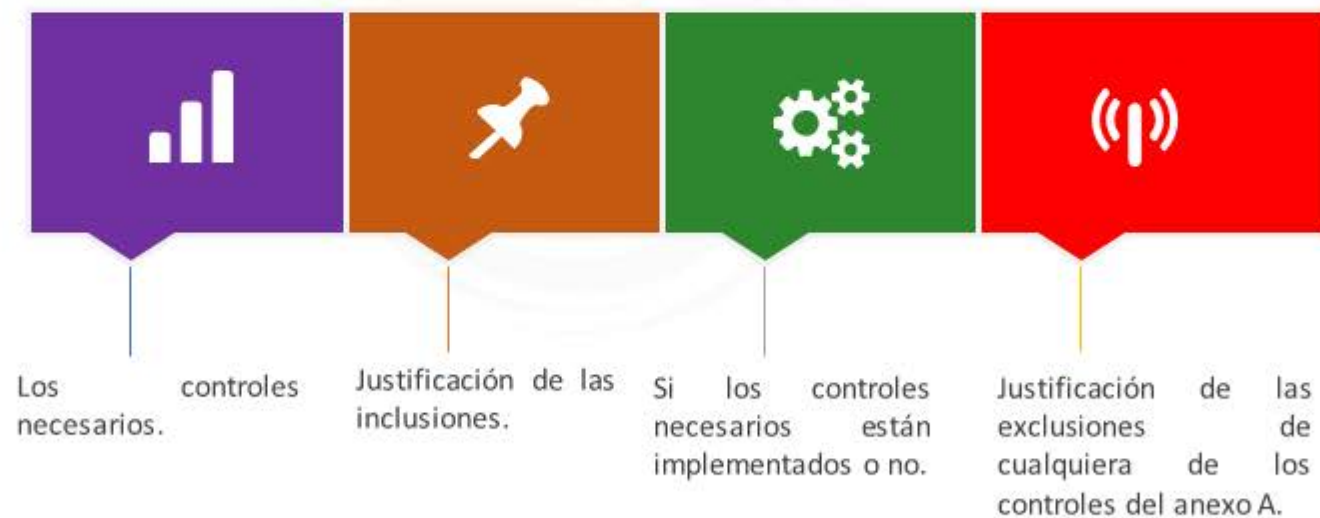 Los controles
necesarios.
Justificación de las
inclusiones.
Si los controles
necesarios están
implementados o no.
Justificación de las
exclusiones de
cualquiera de los
controles del anexo A.